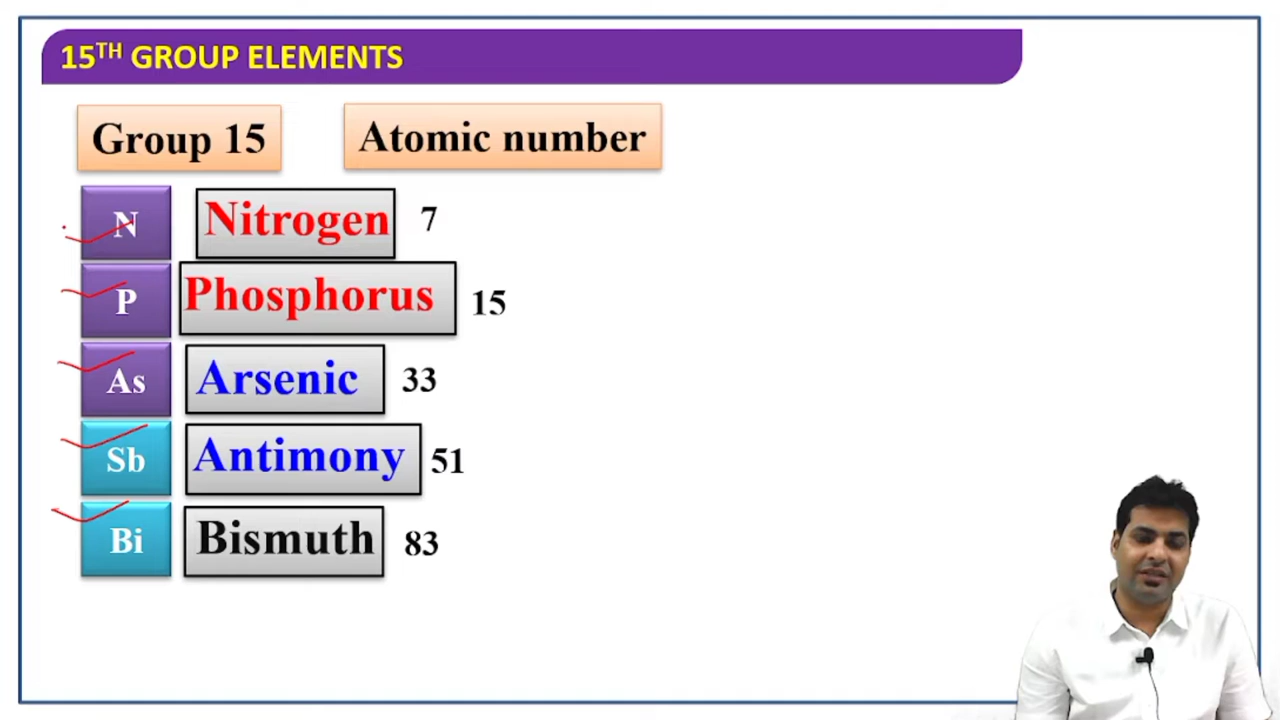 15TH GROUP ELEMENTS
Group 15 Atomic number
N Nitrogen 7
P Phosphorus 15
As Arsenic 33
Sb Antimony 51
Bi Bismuth 83